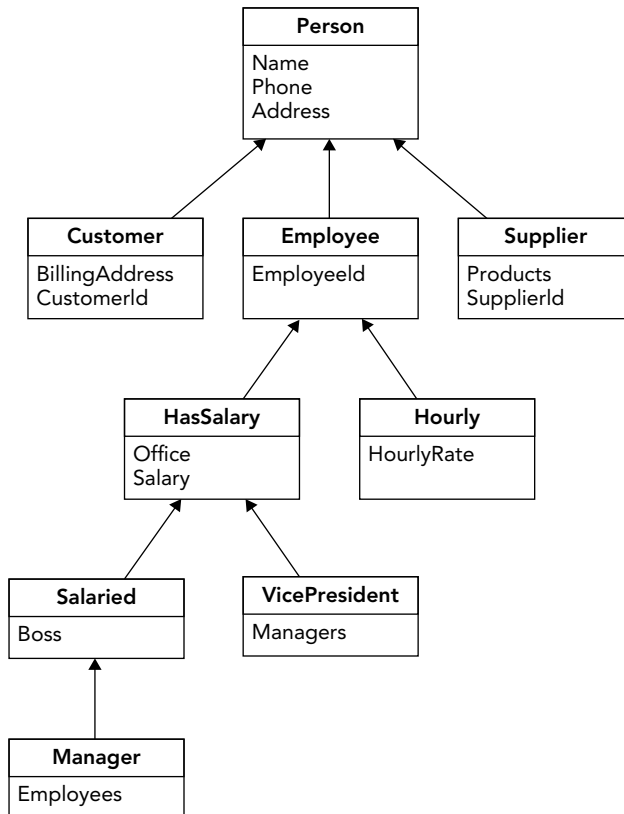 Person
Name
Phone
Address
Customer
BillingAddress
CustomerId
Employee
EmployeeId
Supplier
Products
SupplierId
HasSalary
Office
Salary
Hourly
HourlyRate
Salaried
Boss
VicePresident
Managers
Manager
Employees